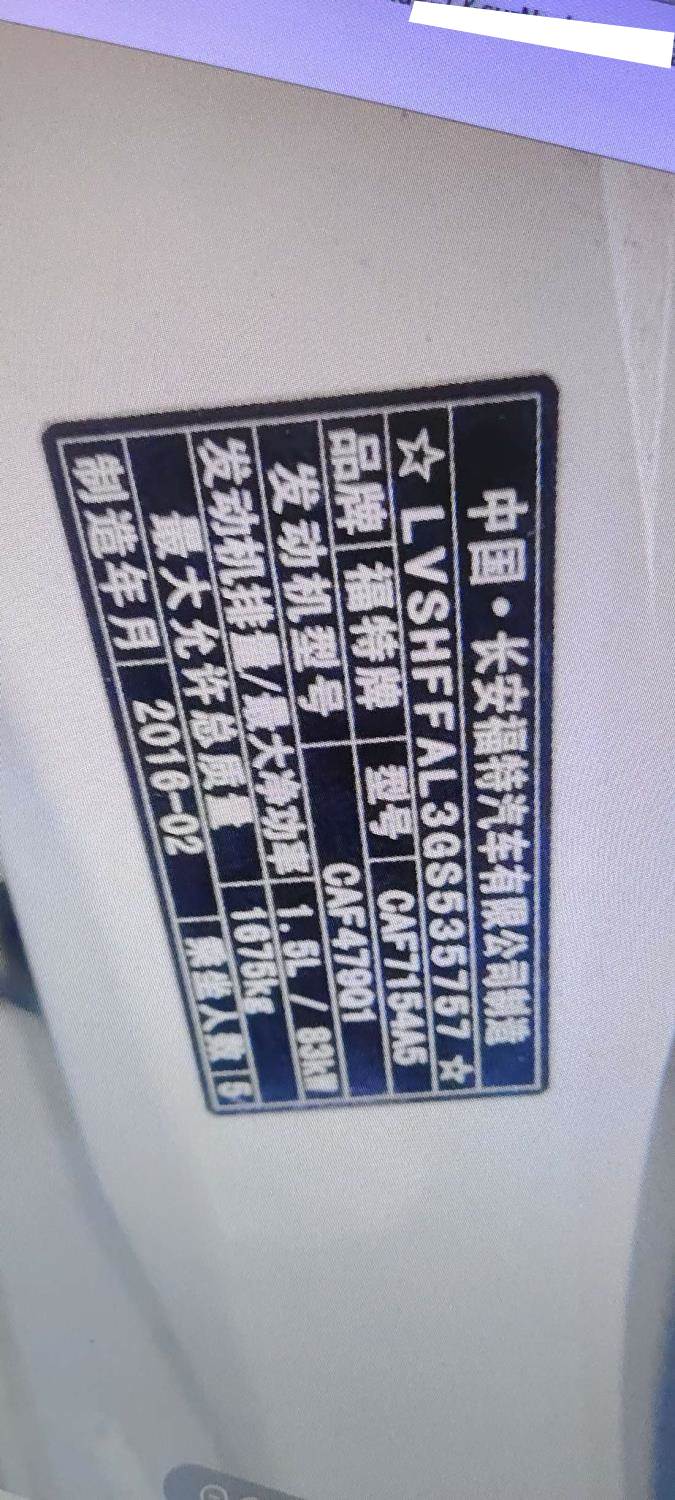 中国•长安福特汽车有限公司制造
☆LVSHFFAL3GS535757☆
品牌 福特牌 型号 CAF7154A5
发动机型号 CAF479Q1
发动机排量/最大净功率 1.5L / 83kW
最大允许总质量 1675kg
制造年月 2016-02 乘坐人数 5